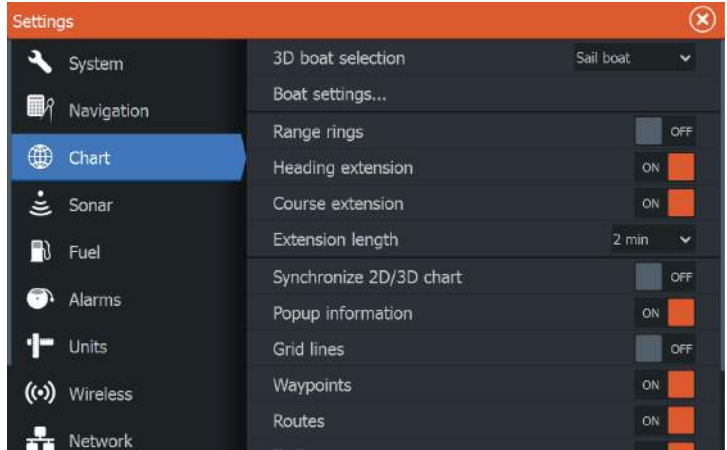 Settings
System
Navigation
Chart
Sonar
Fuel
Alarms
Units
Wireless
Network
3D boat selection Sail boat
Boat settings...
Range rings OFF
Heading extension ON
Course extension ON
Extension length 2 min
Synchronize 2D/3D chart OFF
Popup information ON
Grid lines OFF
Waypoints ON
Routes ON